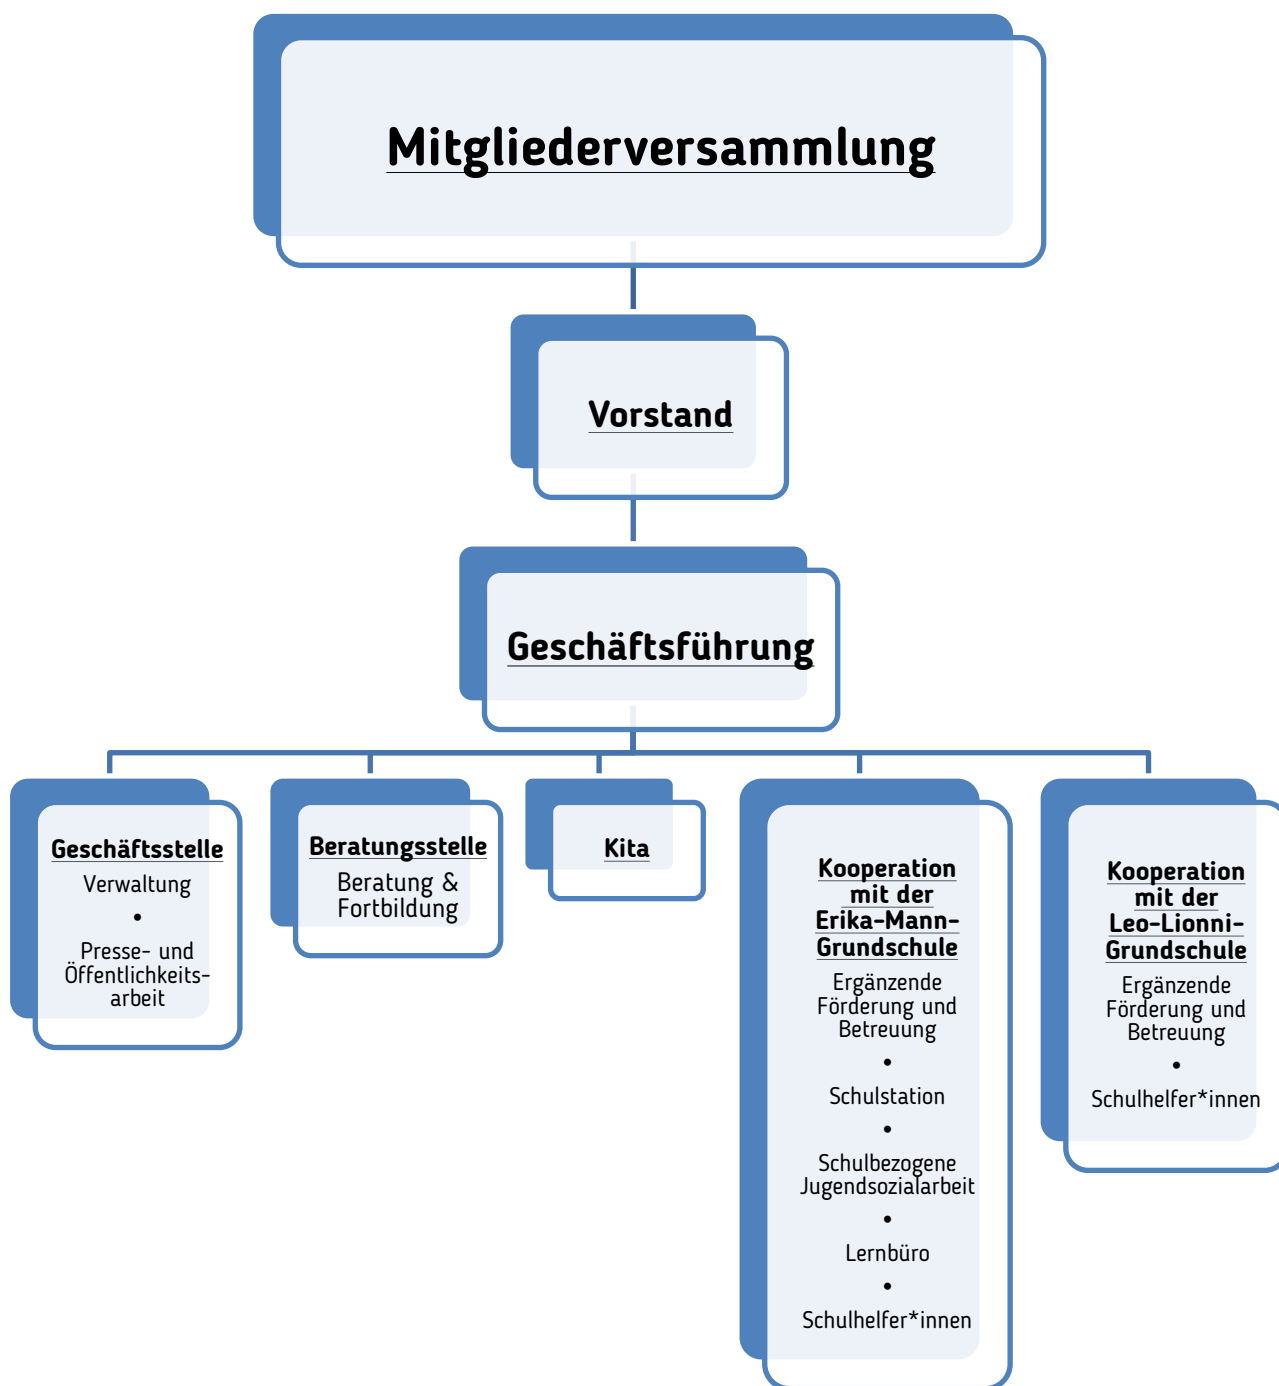 Mitgliederversammlung
Vorstand
Geschäftsführung
Geschäftsstelle
Verwaltung
•
Presse- und
Öffentlichkeits-
arbeit
Beratungsstelle
Beratung &
Fortbildung
Kita
Kooperation
mit der
Erika-Mann-
Grundschule
Ergänzende
Förderung und
Betreuung
•
Schulstation
•
Schulbezogene
Jugendsozialarbeit
•
Lernbüro
•
Schulhelfer*innen
Kooperation
mit der
Leo-Lionni-
Grundschule
Ergänzende
Förderung und
Betreuung
•
Schulhelfer*innen